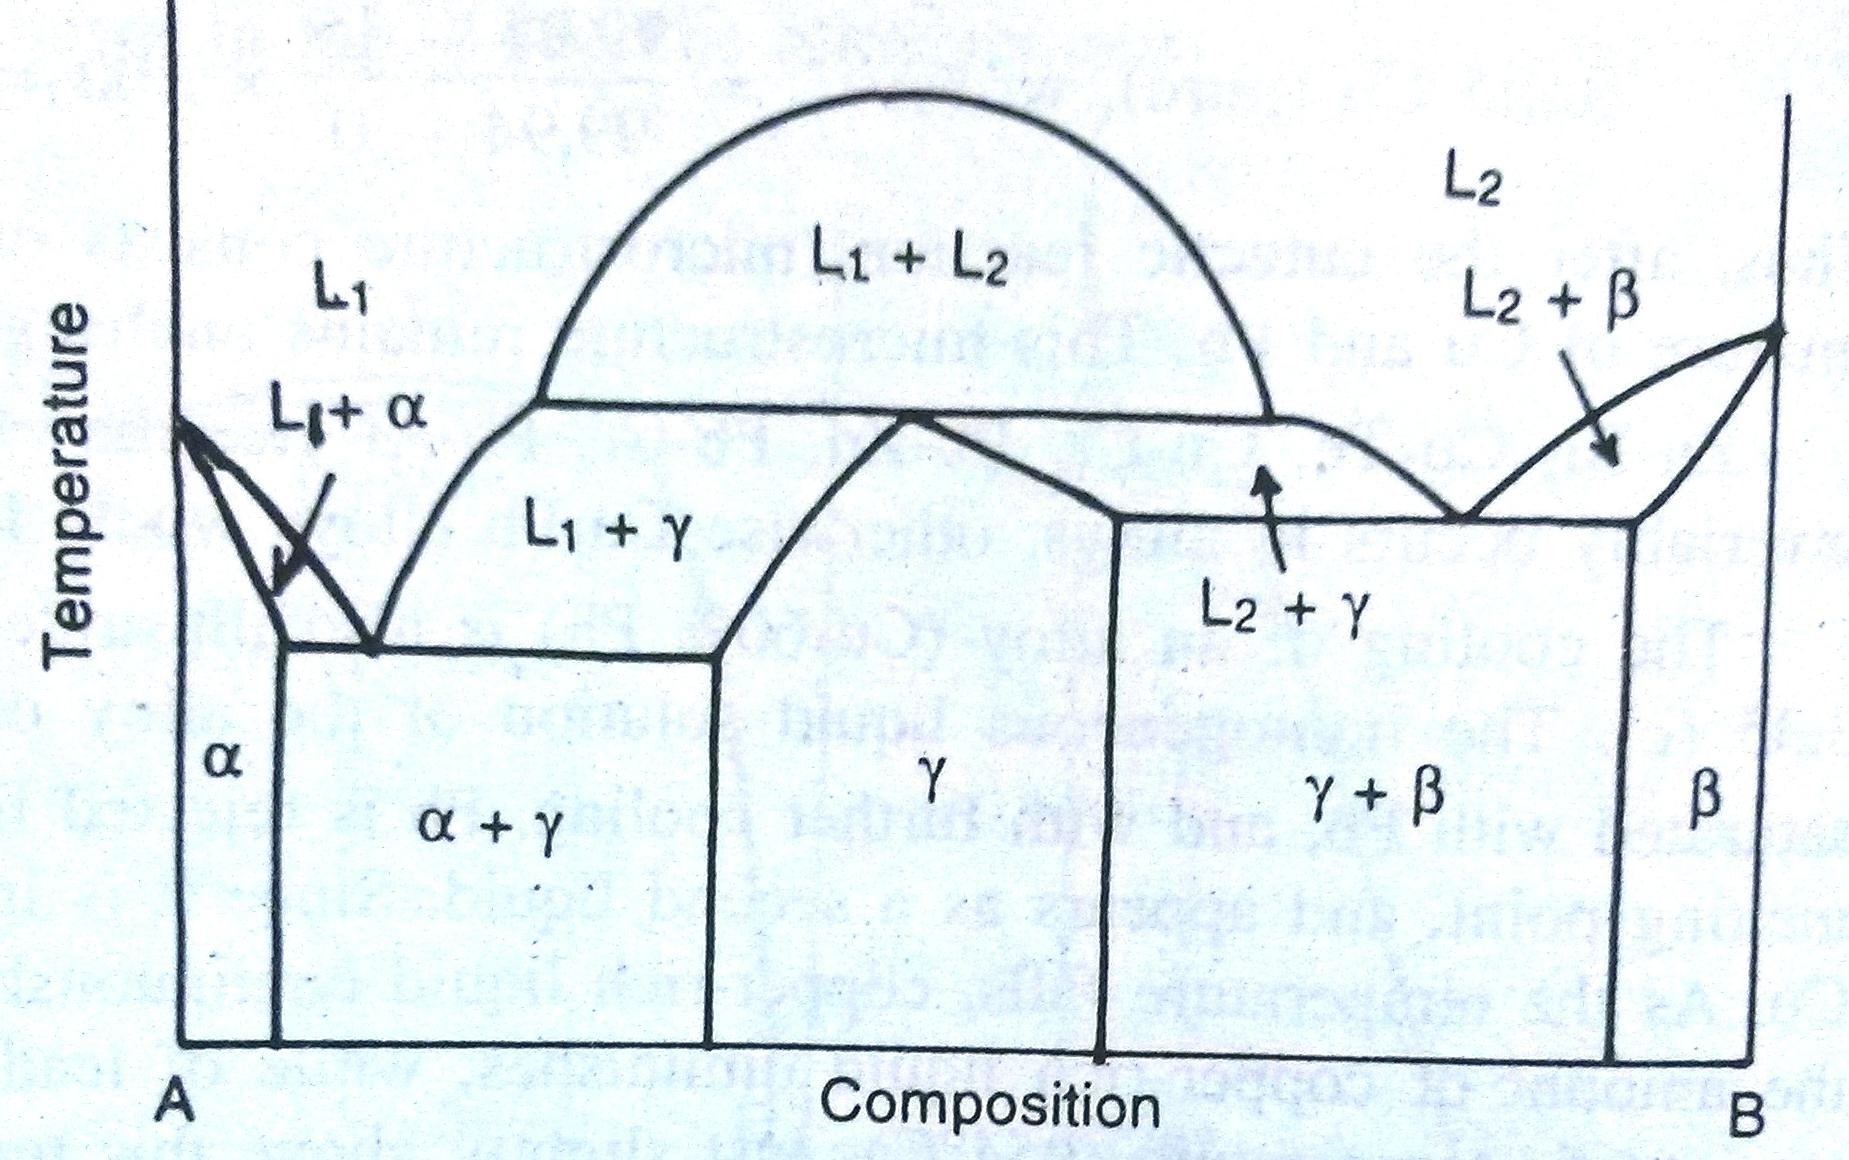 L₂
L₁ + L₂
L₁
L₂ + β
Temperature
L₁ + α
L₁ + γ
L₂ + γ
α
γ
γ + β
β
α + γ
A
Composition
B